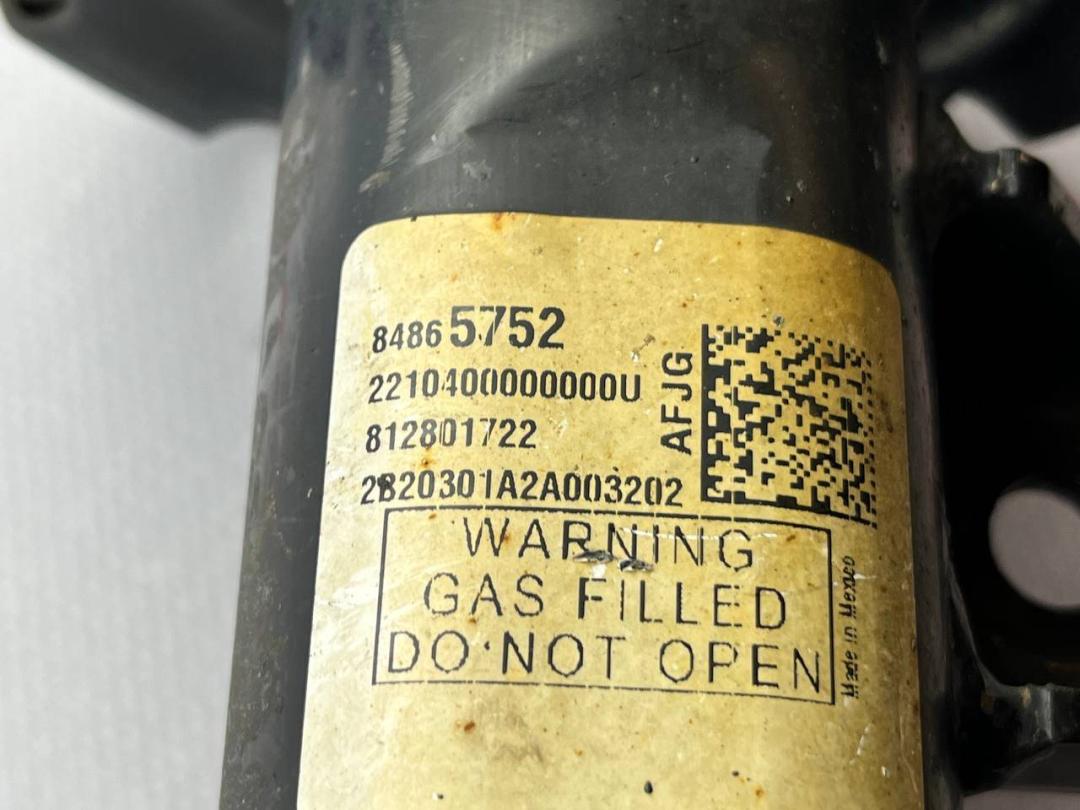 84865752
2210400000000U
812801722
2B20301A2A003202
AFJG
WARNING
GAS FILLED
DO NOT OPEN
Made in Mexico